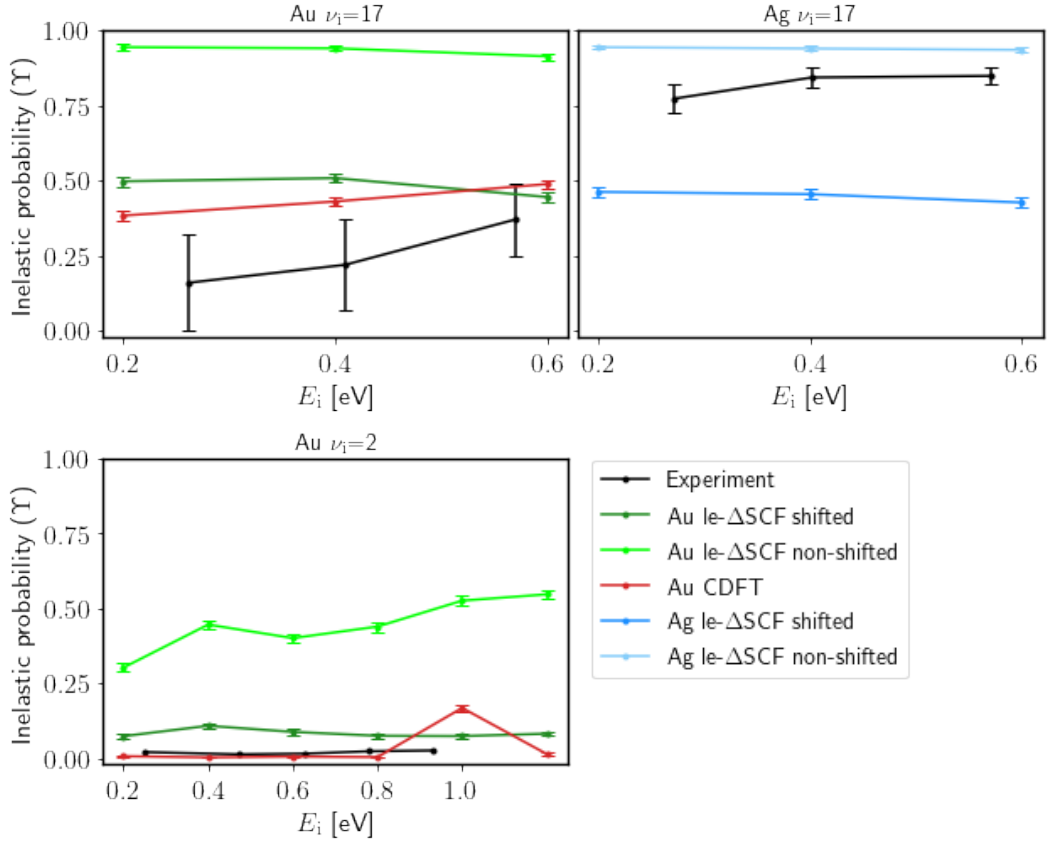 Au νᵢ=17
Ag νᵢ=17
Inelastic probability (ϒ)
1.00
0.75
0.50
0.25
0.00
0.2
0.4
0.6
Eᵢ [eV]
0.2
0.4
0.6
Eᵢ [eV]
Au νᵢ=2
Inelastic probability (ϒ)
1.00
0.75
0.50
0.25
0.00
0.2
0.4
0.6
0.8
1.0
Eᵢ [eV]
Experiment
Au le-ΔSCF shifted
Au le-ΔSCF non-shifted
Au CDFT
Ag le-ΔSCF shifted
Ag le-ΔSCF non-shifted